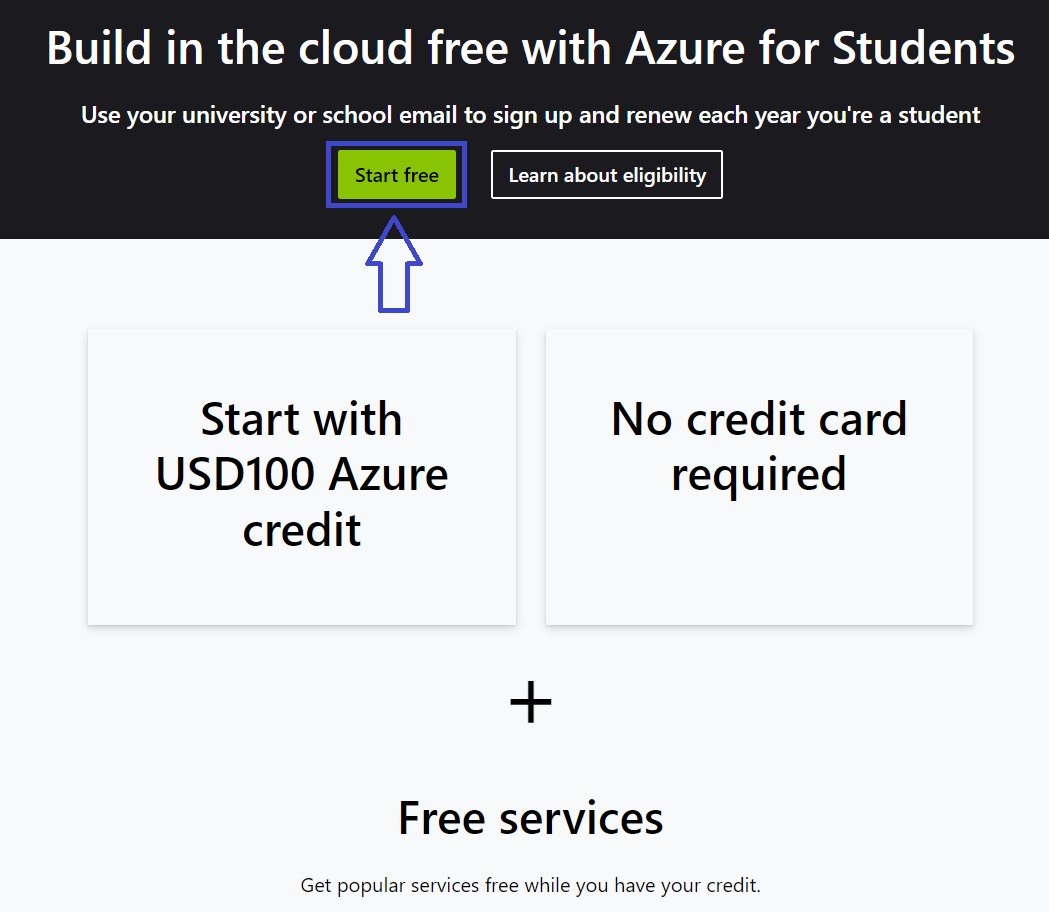 Build in the cloud free with Azure for Students
Use your university or school email to sign up and renew each year you're a student
Start free
Learn about eligibility
Start with
USD100 Azure
credit
No credit card
required
+
Free services
Get popular services free while you have your credit.